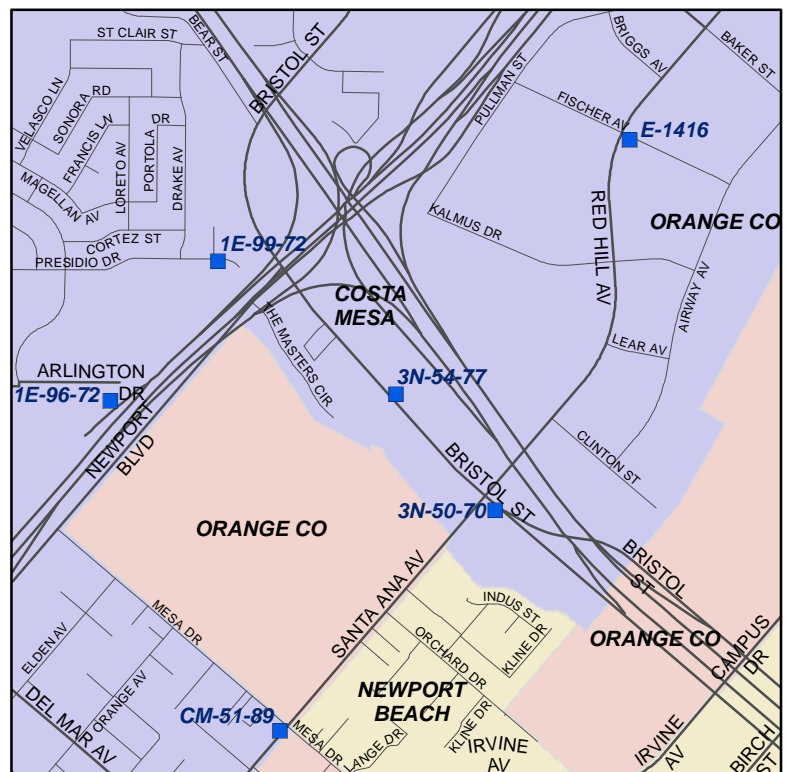 ST CLAIR ST
BEAR ST
BRISTOL ST
BRIGGS AV
BAKER ST
VELASCO LN
SONORA RD
FRANCIS LN
PORTOLA DR
LORETO AV
DRAKE AV
MAGELLAN AV
CORTEZ ST
PRESIDIO DR
1E-99-72
PULLMAN ST
FISCHER AV
E-1416
RED HILL AV
ORANGE CO
KALMUS DR
AIRWAY AV
COSTA
MESA
THE MASTERS CIR
LEAR AV
ARLINGTON
DR
1E-96-72
3N-54-77
NEWPORT
BLVD
CLINTON ST
BRISTOL ST
3N-50-70
ORANGE CO
BRISTOL
ST
SANTA ANA AV
MESA DR
INDUS ST
KLINE DR
ORCHARD DR
ORANGE CO
CAMPUS
DR
ELDEN AV
ORANGE AV
DEL MAR AV
NEWPORT
BEACH
CM-51-89
MESA DR
LANGE DR
KLINE DR
IRVINE
AV
IRVINE
AV
BIRCH
ST